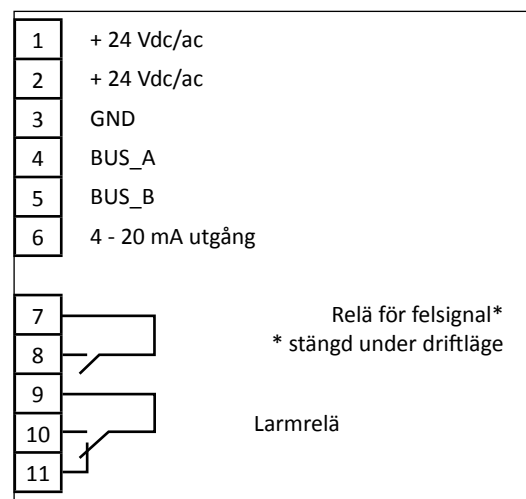 1 + 24 Vdc/ac
2 + 24 Vdc/ac
3 GND
4 BUS_A
5 BUS_B
6 4 - 20 mA utgång
7 Relä för felsignal*
8 * stängd under driftläge
9
10 Larmrelä
11